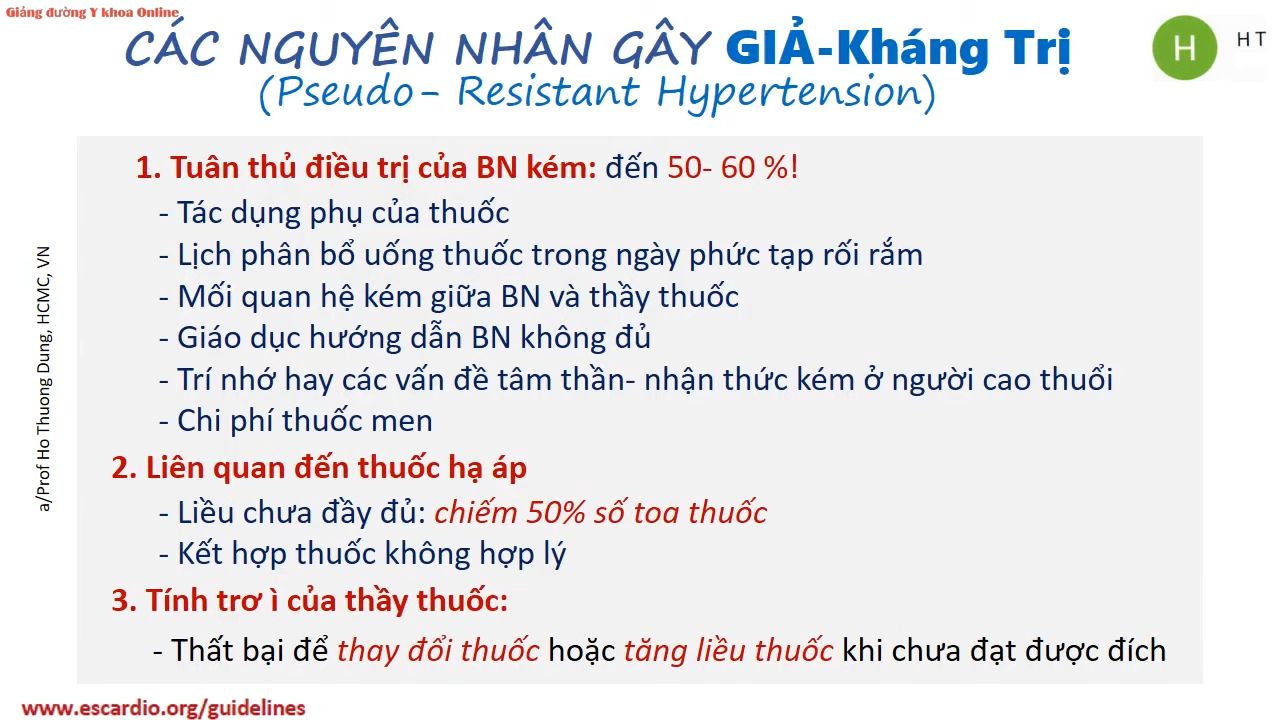 Giảng đường Y khoa Online
CÁC NGUYÊN NHÂN GÂY GIẢ-Kháng Trị
(Pseudo- Resistant Hypertension)
H
H T
1. Tuân thủ điều trị của BN kém: đến 50- 60 %!
- Tác dụng phụ của thuốc
- Lịch phân bổ uống thuốc trong ngày phức tạp rối rắm
- Mối quan hệ kém giữa BN và thầy thuốc
- Giáo dục hướng dẫn BN không đủ
- Trí nhớ hay các vấn đề tâm thần- nhận thức kém ở người cao thuổi
- Chi phí thuốc men
2. Liên quan đến thuốc hạ áp
- Liều chưa đầy đủ: chiếm 50% số toa thuốc
- Kết hợp thuốc không hợp lý
3. Tính trơ ì của thầy thuốc:
- Thất bại để thay đổi thuốc hoặc tăng liều thuốc khi chưa đạt được đích
a/Prof Ho Thuong Dung, HCMC, VN
www.escardio.org/guidelines